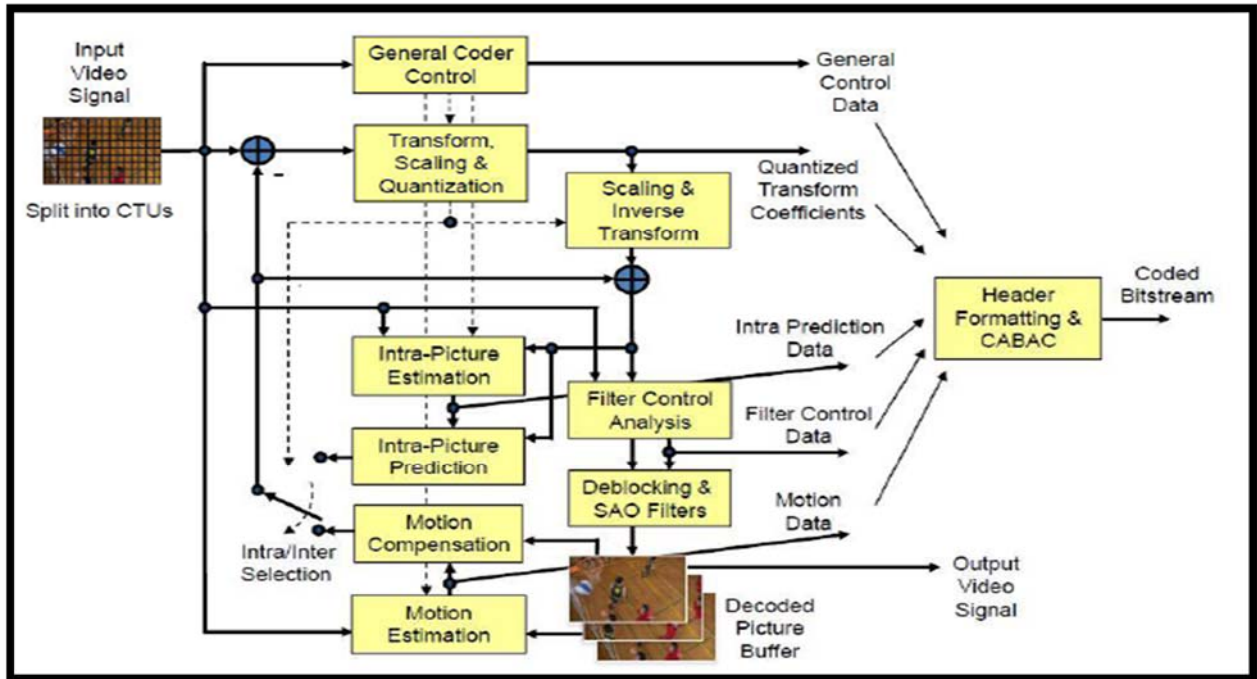 Input
Video
Signal
Split into CTUs
General Coder
Control
General
Control
Data
Transform,
Scaling &
Quantization
-
Quantized
Transform
Coefficients
Scaling &
Inverse
Transform
Header
Formatting &
CABAC
Coded
Bitstream
Intra-Picture
Estimation
Intra Prediction
Data
Filter Control
Analysis
Filter Control
Data
Intra-Picture
Prediction
Deblocking &
SAO Filters
Motion
Data
Motion
Compensation
Intra/Inter
Selection
Output
Video
Signal
Motion
Estimation
Decoded
Picture
Buffer